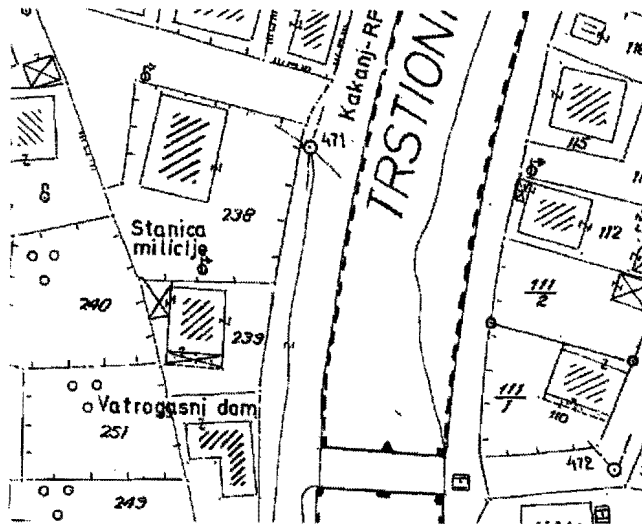 Kakanj-
TRSTION
471
115
238
Stanica
milicije
112
111
2
240
239
111
1
110
Vatrogasni dom
251
472
249